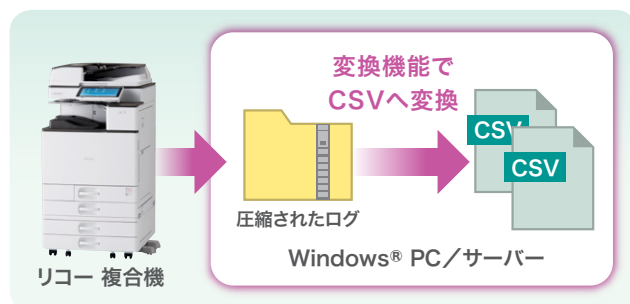 変換機能で
CSVへ変換
CSV
CSV
圧縮されたログ
Windows® PC／サーバー
リコー 複合機